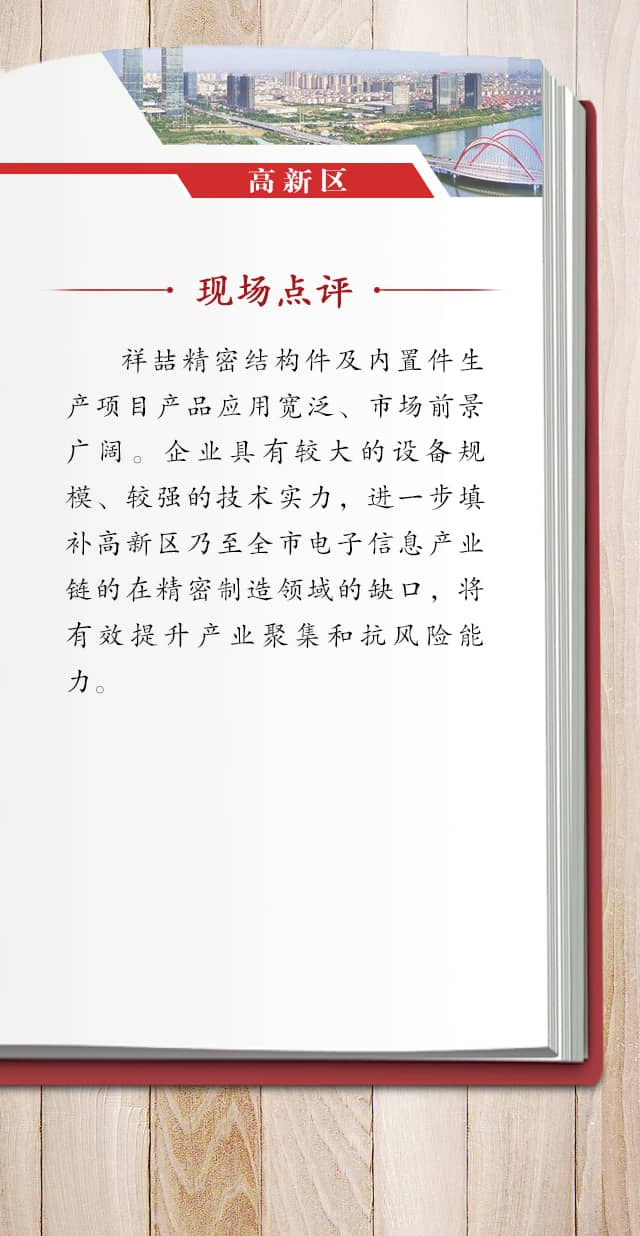 高新区
现场点评
祥喆精密结构件及内置件生
产项目产品应用宽泛、市场前景
广阔。企业具有较大的设备规
模、较强的技术实力，进一步填
补高新区乃至全市电子信息产业
链的在精密制造领域的缺口，将
有效提升产业聚集和抗风险能
力。